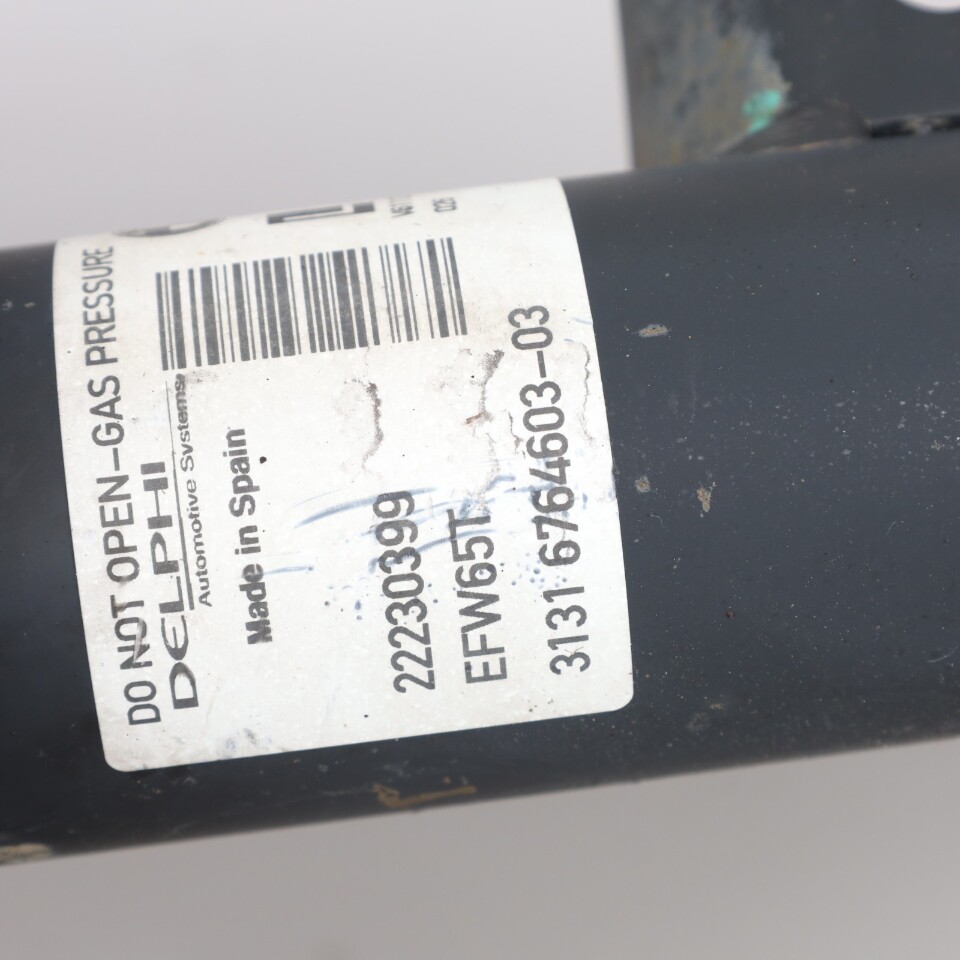 DO NOT OPEN-GAS PRESSURE
DELPHI
Automotive Systems
Made in Spain
22230399
EFW65T
3131 6764603-03